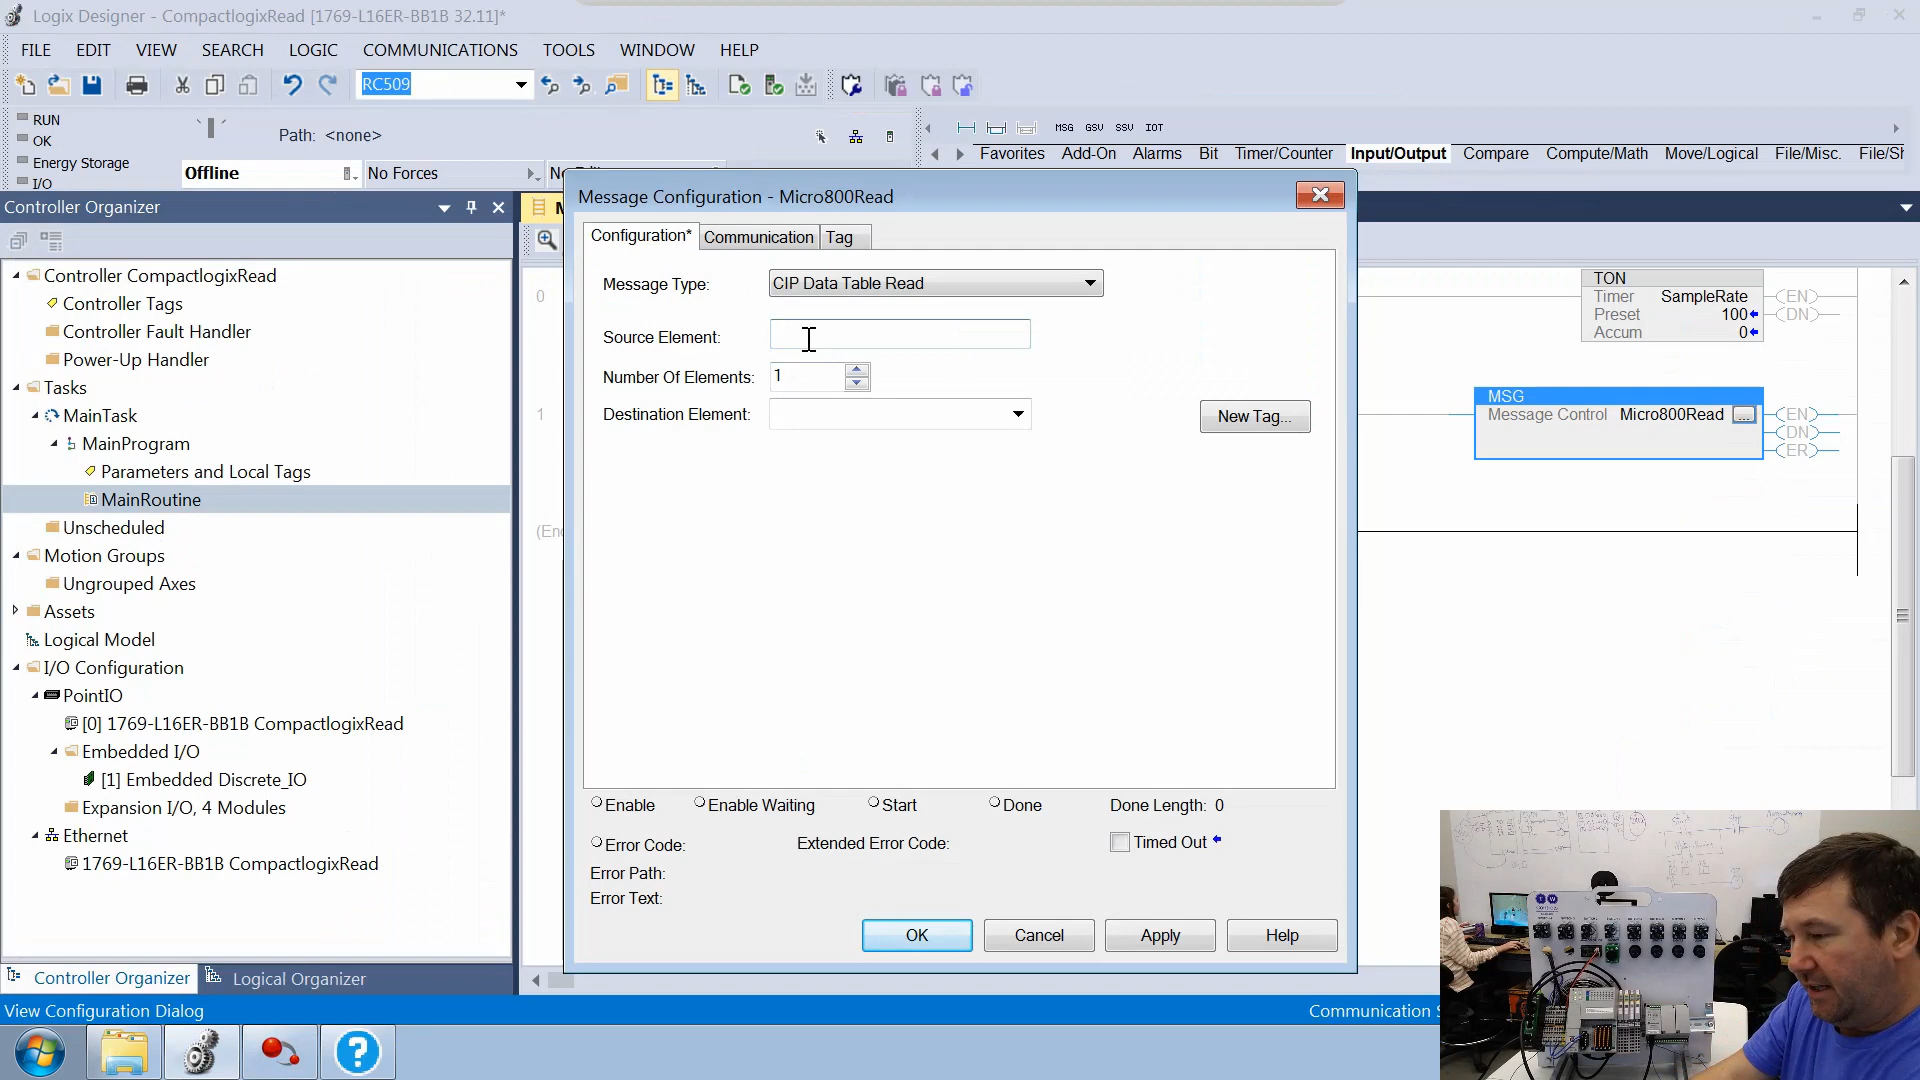 Logix Designer - CompactlogixRead [1769-L16ER-BB1B 32.11]*
FILE EDIT VIEW SEARCH LOGIC COMMUNICATIONS TOOLS WINDOW HELP
RC509
RUN
OK
Energy Storage
I/O
Path: <none>
Offline
No Forces
MSG GSV SSV IOT
Favorites Add-On Alarms Bit Timer/Counter Input/Output Compare Compute/Math Move/Logical File/Misc.
Controller Organizer
Controller CompactlogixRead
Controller Tags
Controller Fault Handler
Power-Up Handler
Tasks
MainTask
MainProgram
Parameters and Local Tags
MainRoutine
Unscheduled
Motion Groups
Ungrouped Axes
Assets
Logical Model
I/O Configuration
PointIO
[0] 1769-L16ER-BB1B CompactlogixRead
Embedded I/O
[1] Embedded Discrete_IO
Expansion I/O, 4 Modules
Ethernet
1769-L16ER-BB1B CompactlogixRead
Controller Organizer
Logical Organizer
View Configuration Dialog
Message Configuration - Micro800Read
Configuration* Communication Tag
Message Type: CIP Data Table Read
Source Element:
Number Of Elements: 1
Destination Element:
New Tag...
Enable Enable Waiting Start Done Done Length: 0
Error Code: Extended Error Code: Timed Out
Error Path:
Error Text:
OK Cancel Apply Help
0
TON
Timer SampleRate
Preset 100
Accum 0
(EN)
(DN)
1
MSG
Message Control Micro800Read ...
(EN)
(DN)
(ER)
Communication